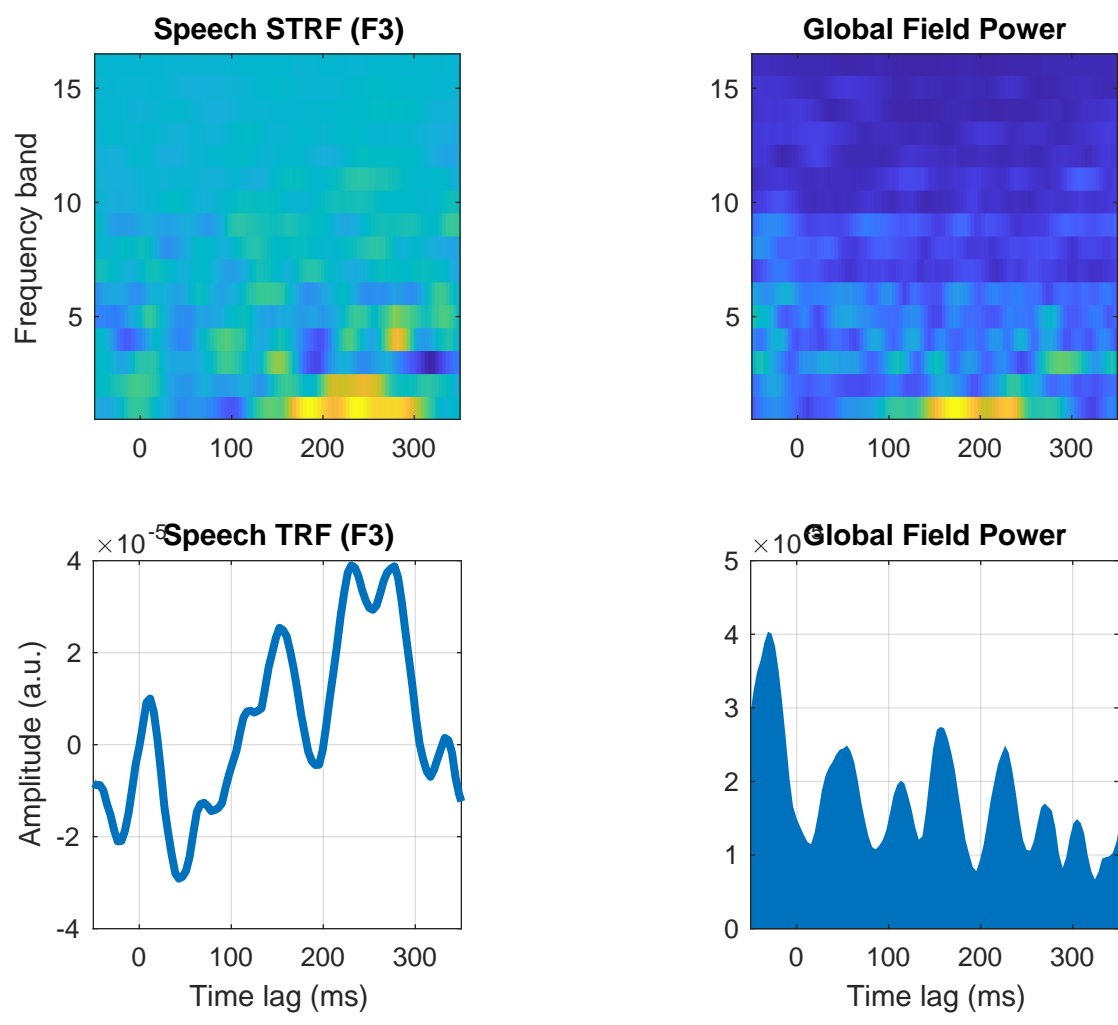 Speech STRF (F3)
Frequency band
15
10
5
0 100 200 300
Global Field Power
15
10
5
0 100 200 300
Speech TRF (F3)
×10-5
Amplitude (a.u.)
4
2
0
-2
-4
0 100 200 300
Time lag (ms)
Global Field Power
×10-5
5
4
3
2
1
0
0 100 200 300
Time lag (ms)